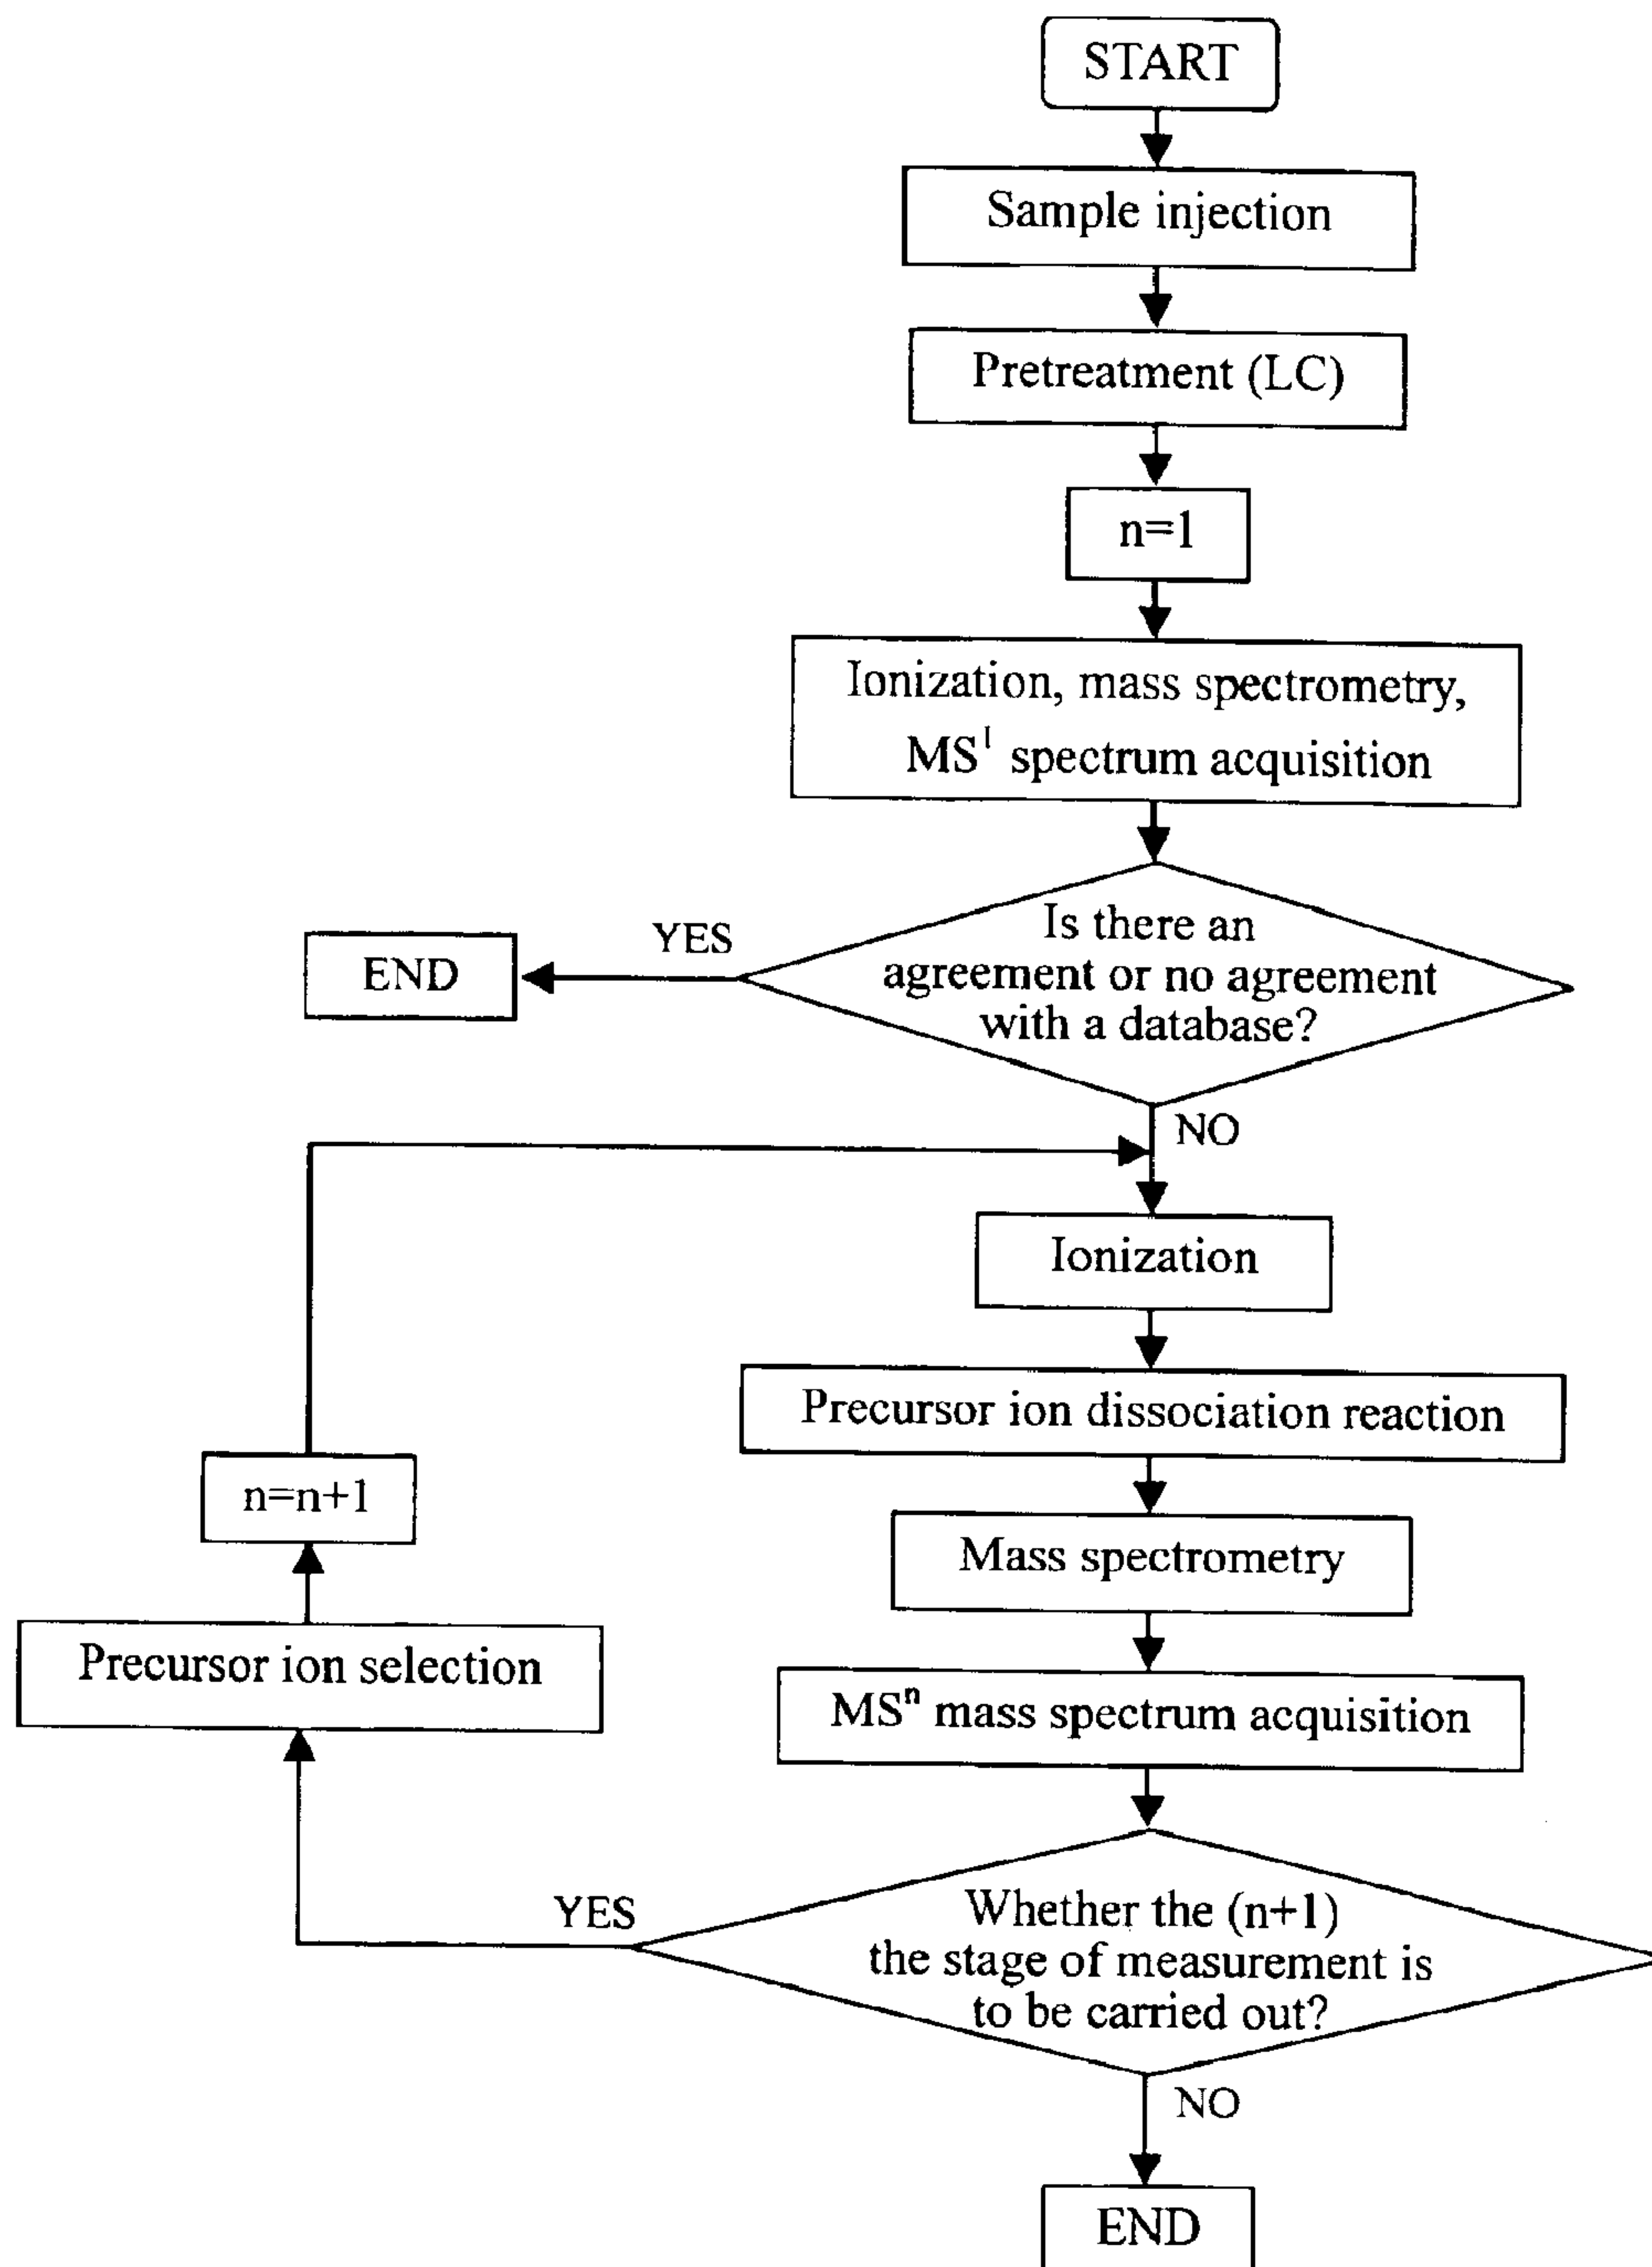 START
Sample injection
Pretreatment (LC)
n=1
Ionization, mass spectrometry,
MS¹ spectrum acquisition
Is there an
agreement or no agreement
with a database?
YES
END
NO
Ionization
Precursor ion dissociation reaction
Mass spectrometry
MSⁿ mass spectrum acquisition
Whether the (n+1)
the stage of measurement is
to be carried out?
YES
Precursor ion selection
n=n+1
NO
END